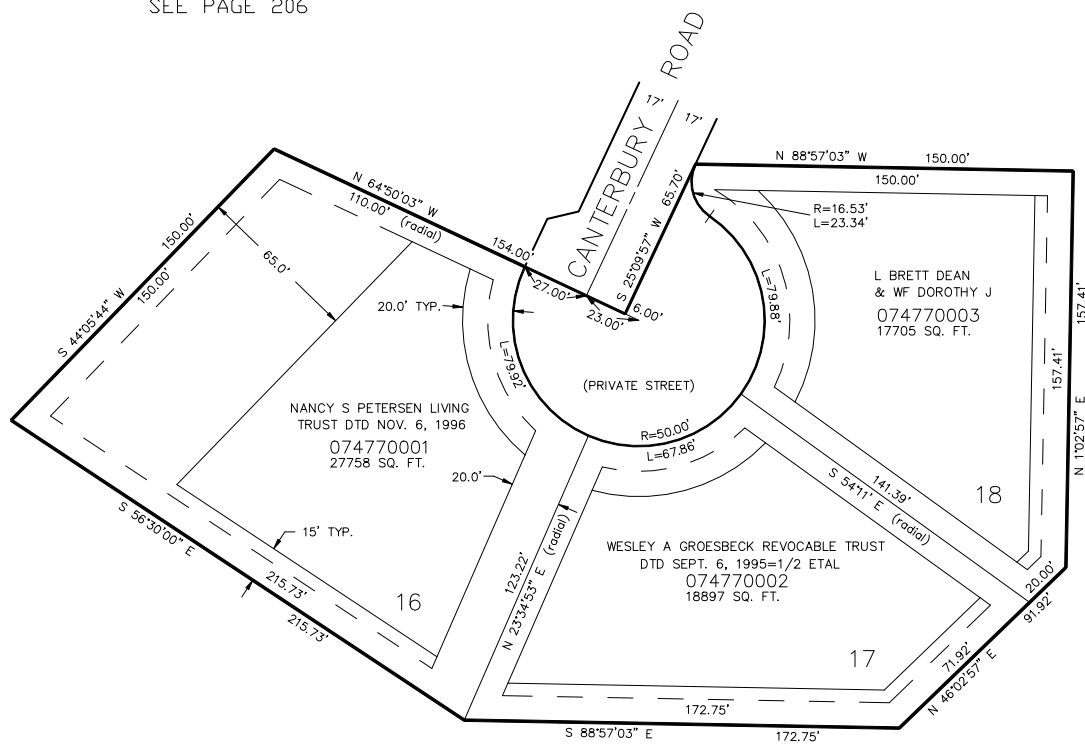 SEE PAGE 206
CANTERBURY ROAD
17'
17'
N 88°57'03" W 150.00'
150.00'
N 64°50'03" W
110.00' (radial)
154.00'
27.00'
23.00'
6.00'
S 25°09'57" W 65.70'
R=16.53'
L=23.34'
L=79.88'
150.00'
150.00'
S 44°05'44" W
65.0'
20.0' TYP.
L=79.92'
(PRIVATE STREET)
R=50.00'
L=67.86'
L BRETT DEAN
& WF DOROTHY J
074770003
17705 SQ. FT.
157.41'
157.41'
N 1°02'57" E
18
NANCY S PETERSEN LIVING
TRUST DTD NOV. 6, 1996
074770001
27758 SQ. FT.
20.0'
15' TYP.
S 56°30'00" E
215.73'
215.73'
16
123.22'
N 23°34'53" E (radial)
141.39'
S 54°11' E (radial)
WESLEY A GROESBECK REVOCABLE TRUST
DTD SEPT. 6, 1995=1/2 ETAL
074770002
18897 SQ. FT.
17
20.00'
91.92'
71.92'
N 46°02'57" E
172.75'
S 88°57'03" E 172.75'